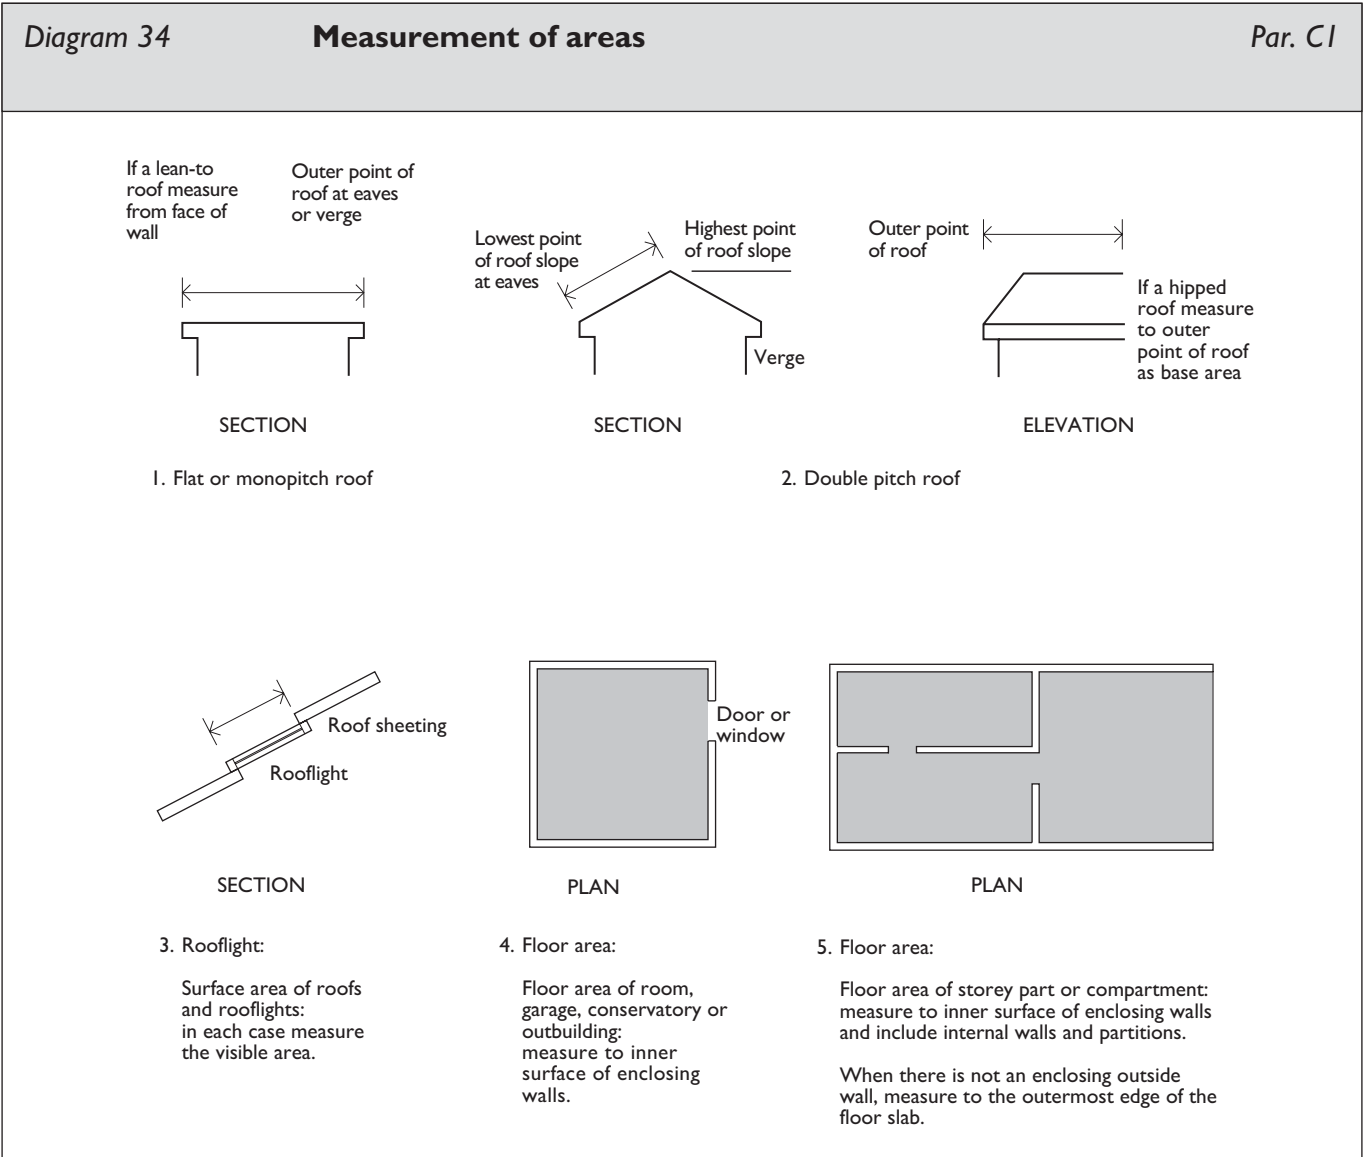 Diagram 34 Measurement of areas Par. C1
If a lean-to
roof measure
from face of
wall
Outer point of
roof at eaves
or verge
Lowest point
of roof slope
at eaves
Highest point
of roof slope
Verge
Outer point
of roof
If a hipped
roof measure
to outer
point of roof
as base area
SECTION
SECTION
ELEVATION
1. Flat or monopitch roof
2. Double pitch roof
Roof sheeting
Rooflight
Door or
window
SECTION
PLAN
PLAN
3. Rooflight:
Surface area of roofs
and rooflights:
in each case measure
the visible area.
4. Floor area:
Floor area of room,
garage, conservatory or
outbuilding:
measure to inner
surface of enclosing
walls.
5. Floor area:
Floor area of storey part or compartment:
measure to inner surface of enclosing walls
and include internal walls and partitions.
When there is not an enclosing outside
wall, measure to the outermost edge of the
floor slab.